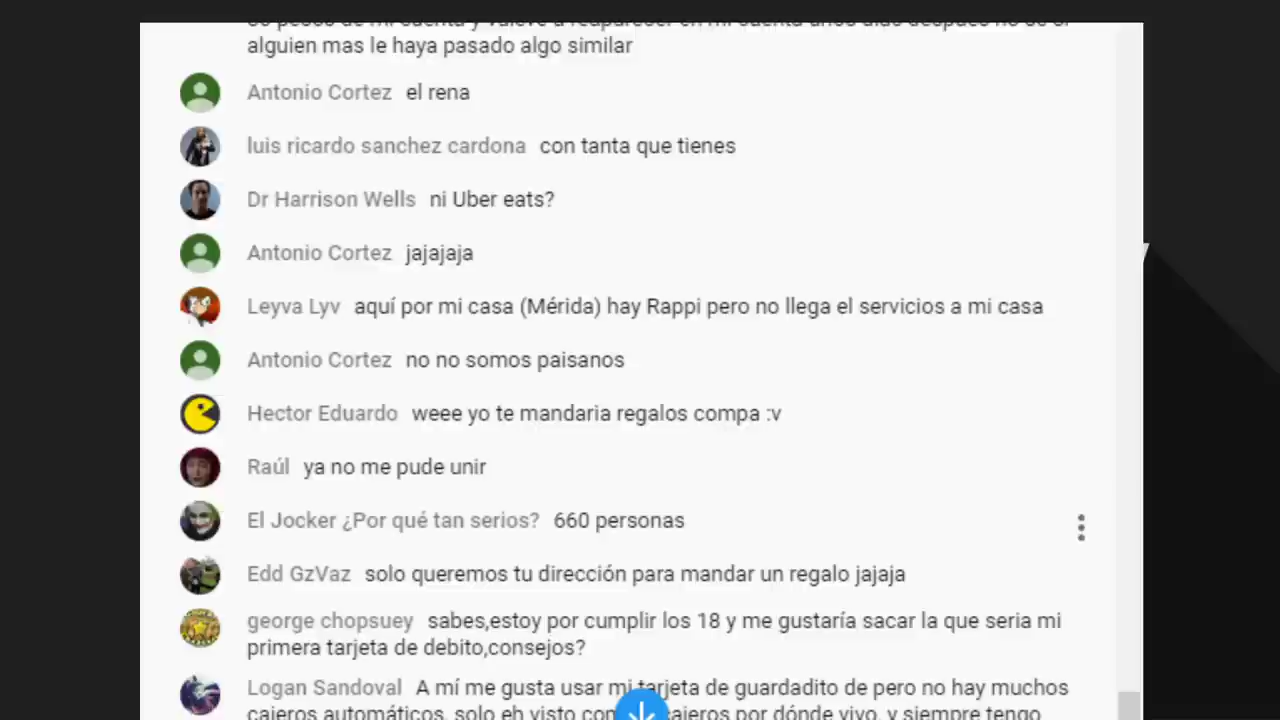 alguien mas le haya pasado algo similar
Antonio Cortez el rena
luis ricardo sanchez cardona con tanta que tienes
Dr Harrison Wells ni Uber eats?
Antonio Cortez jajajaja
Leyva Lyv aquí por mi casa (Mérida) hay Rappi pero no llega el servicios a mi casa
Antonio Cortez no no somos paisanos
Hector Eduardo weee yo te mandaria regalos compa :v
Raúl ya no me pude unir
El Jocker ¿Por qué tan serios? 660 personas
Edd GzVaz solo queremos tu dirección para mandar un regalo jajaja
george chopsuey sabes,estoy por cumplir los 18 y me gustaría sacar la que seria mi
primera tarjeta de debito,consejos?
Logan Sandoval A mí me gusta usar mi tarjeta de guardadito de pero no hay muchos
cajeros automáticos, solo eh visto con cajeros por dónde vivo, y siempre tengo